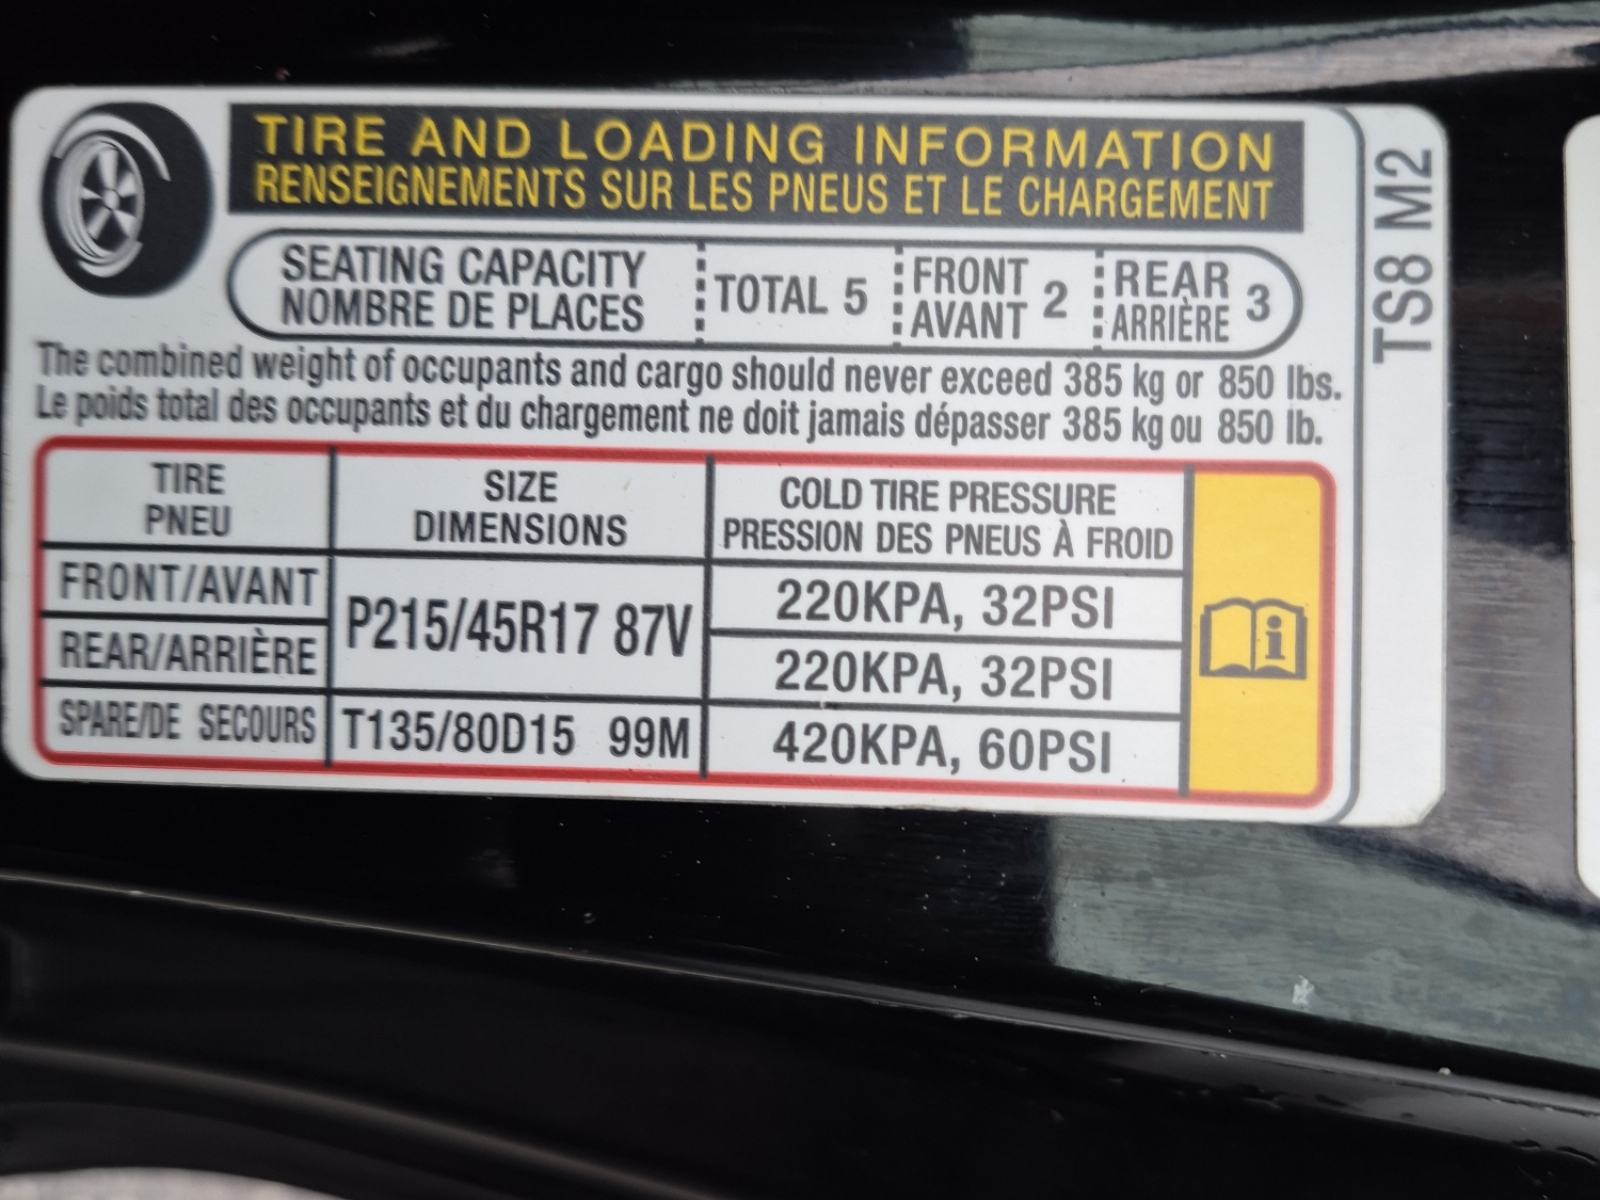 TIRE AND LOADING INFORMATION
RENSEIGNEMENTS SUR LES PNEUS ET LE CHARGEMENT
SEATING CAPACITY
NOMBRE DE PLACES
TOTAL 5
FRONT
AVANT
2
REAR
ARRIÈRE
3
The combined weight of occupants and cargo should never exceed 385 kg or 850 lbs.
Le poids total des occupants et du chargement ne doit jamais dépasser 385 kg ou 850 lb.
TIRE
PNEU
SIZE
DIMENSIONS
COLD TIRE PRESSURE
PRESSION DES PNEUS À FROID
FRONT/AVANT
REAR/ARRIÈRE
P215/45R17 87V
220KPA, 32PSI
220KPA, 32PSI
SPARE/DE SECOURS
T135/80D15 99M
420KPA, 60PSI
TS8 M2